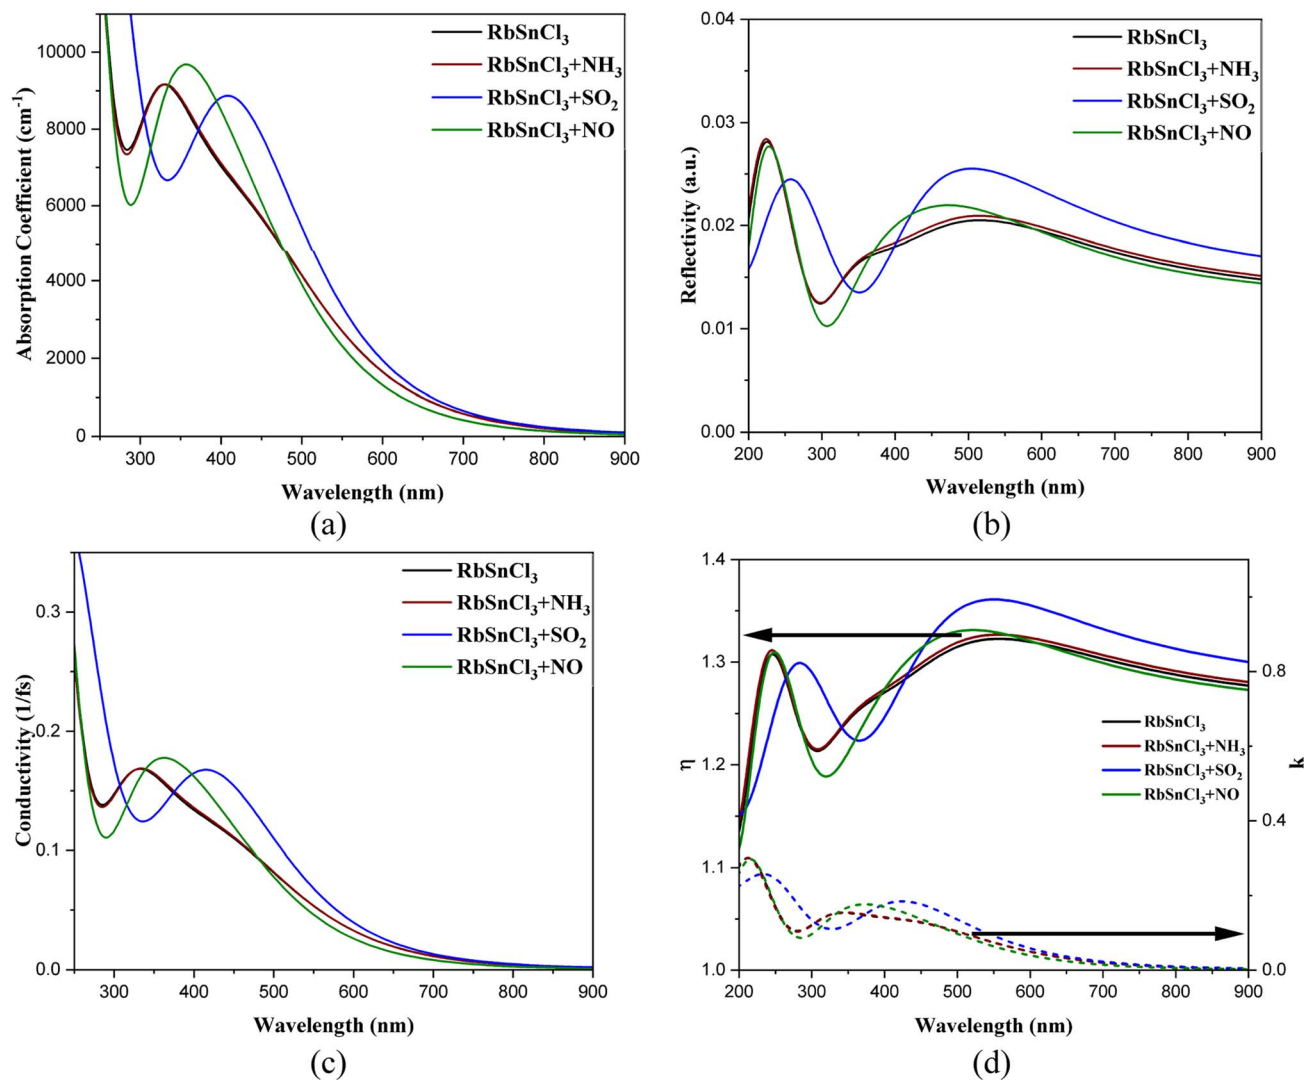 RbSnCl₃
RbSnCl₃+NH₃
RbSnCl₃+SO₂
RbSnCl₃+NO
10000
8000
6000
4000
2000
0
Absorption Coefficient (cm⁻¹)
300 400 500 600 700 800 900
Wavelength (nm)
(a)
RbSnCl₃
RbSnCl₃+NH₃
RbSnCl₃+SO₂
RbSnCl₃+NO
0.04
0.03
0.02
0.01
0.00
Reflectivity (a.u.)
200 300 400 500 600 700 800 900
Wavelength (nm)
(b)
RbSnCl₃
RbSnCl₃+NH₃
RbSnCl₃+SO₂
RbSnCl₃+NO
0.3
0.2
0.1
0.0
Conductivity (1/fs)
300 400 500 600 700 800 900
Wavelength (nm)
(c)
1.4
1.3
1.2
1.1
1.0
η
RbSnCl₃
RbSnCl₃+NH₃
RbSnCl₃+SO₂
RbSnCl₃+NO
0.8
0.4
0.0
k
200 300 400 500 600 700 800 900
Wavelength (nm)
(d)